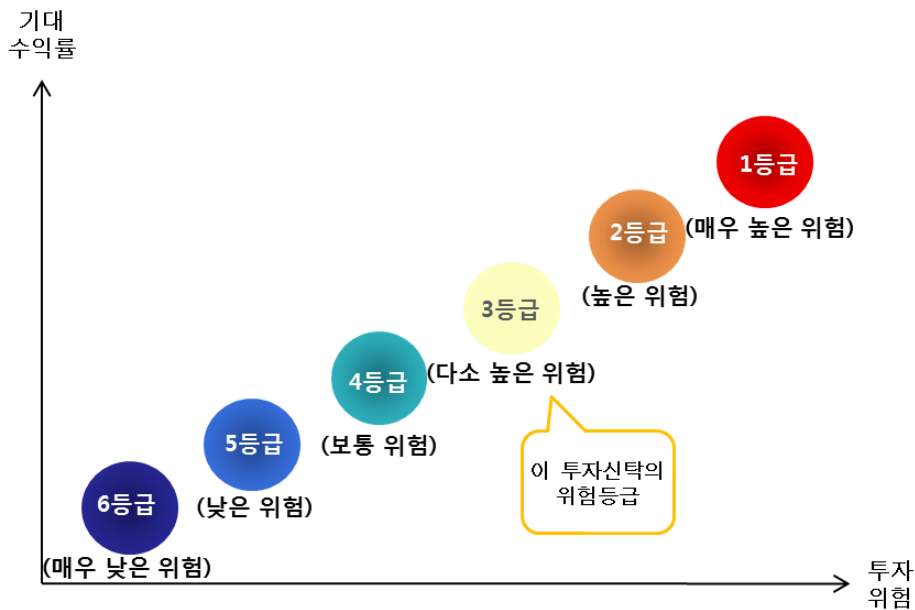 기대
수익률
1등급
(매우 높은 위험)
2등급
(높은 위험)
3등급
(다소 높은 위험)
4등급
(보통 위험)
5등급
(낮은 위험)
6등급
(매우 낮은 위험)
이 투자신탁의
위험등급
투자
위험